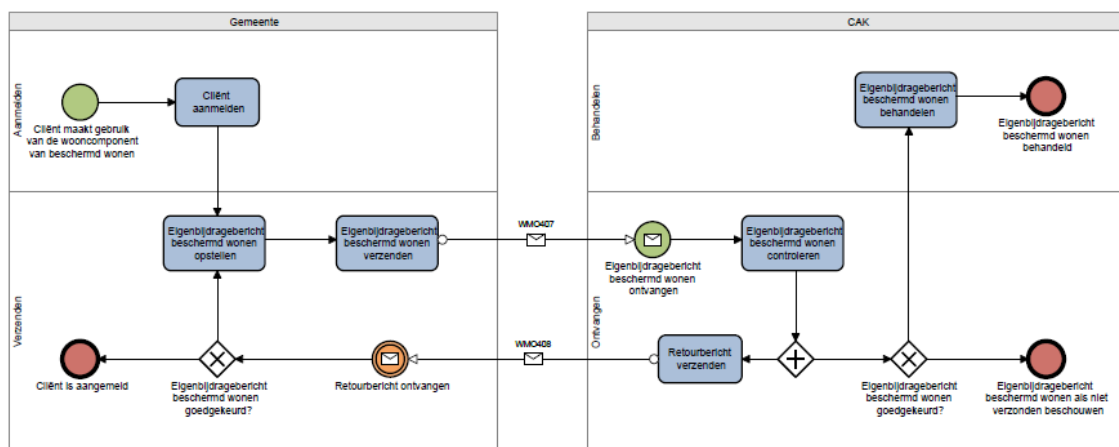 Gemeente
Aanmelden
Cliënt maakt gebruik
van de wooncomponent
van beschermd wonen
Cliënt
aanmelden
Verzenden
Eigenbijdragebericht
beschermd wonen
opstellen
Eigenbijdragebericht
beschermd wonen
verzenden
Cliënt is aangemeld
Eigenbijdragebericht
beschermd wonen
goedgekeurd?
Retourbericht ontvangen
WMO407
WMO408
CAK
Behandelen
Eigenbijdragebericht
beschermd wonen
behandelen
Eigenbijdragebericht
beschermd wonen
behandeld
Ontvangen
Eigenbijdragebericht
beschermd wonen
ontvangen
Eigenbijdragebericht
beschermd wonen
controleren
Retourbericht
verzenden
Eigenbijdragebericht
beschermd wonen
goedgekeurd?
Eigenbijdragebericht
beschermd wonen als niet
verzonden beschouwen